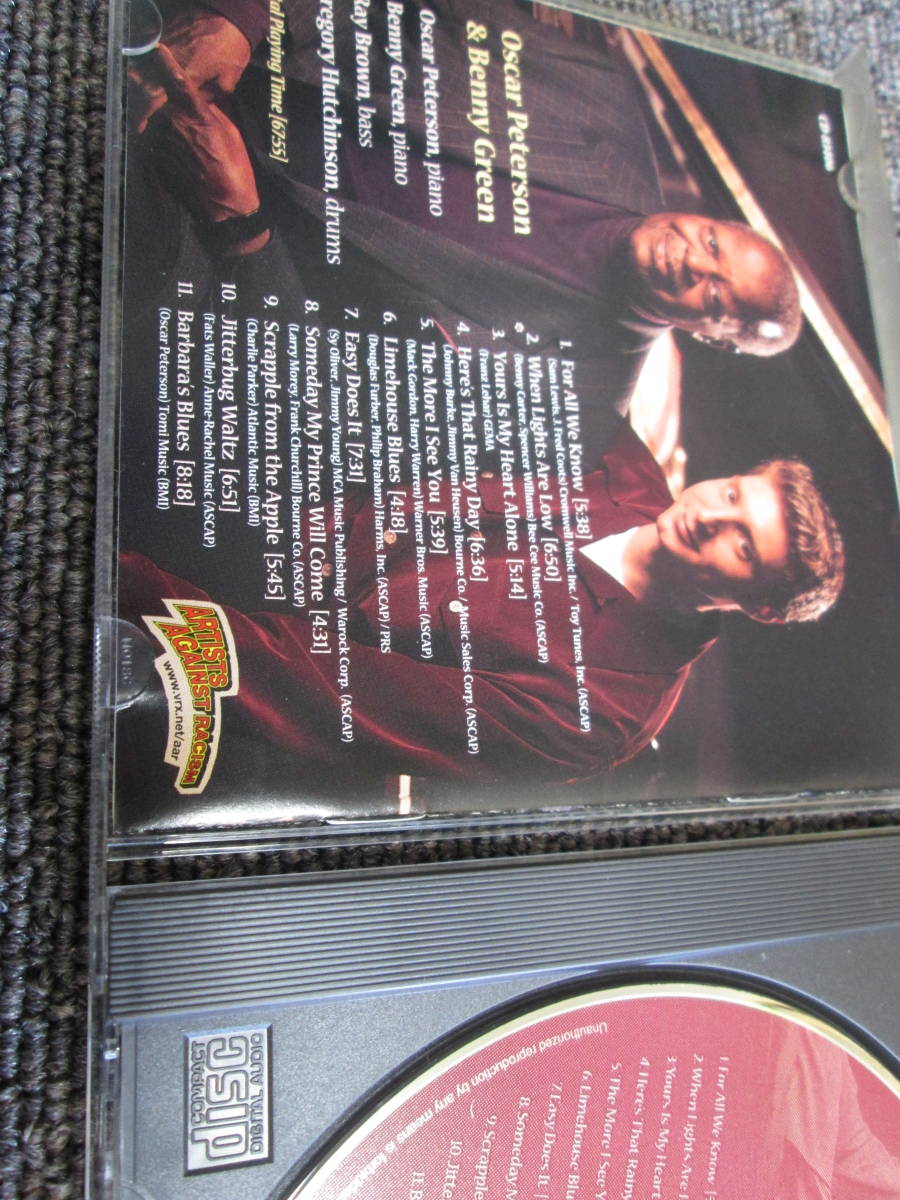 Oscar Peterson
& Benny Green
Oscar Peterson, piano
Benny Green, piano
Ray Brown, bass
regory Hutchinson, drums
Playing Time [67:55]
1. For All We Know [5:38]
(Sam Lewis, J. Fred Coots) Cromwell Music Inc. / Toy Tunes, Inc. (ASCAP)
2. When Lights Are Low [6:50]
(Benny Carter, Spencer Williams) Bee Cee Music Co. (ASCAP)
3. Yours Is My Heart Alone [5:14]
(Franz Lehar) GEMA
4. Here's That Rainy Day [6:36]
(Johnny Burke, Jimmy Van Heusen) Bourne Co. / Music Sales Corp. (ASCAP)
5. The More I See You [5:39]
(Mack Gordon, Harry Warren) Warner Bros. Music (ASCAP)
6. Limehouse Blues [4:18]
(Douglas Furber, Philip Braham) Harms, Inc (ASCAP) / PRS
7. Easy Does It [7:31]
(Sy Oliver, Jimmy Young) MCA Music Publishing / Warock Corp. (ASCAP)
8. Someday My Prince Will Come [4:31]
(Larry Morey, Frank Churchill) Bourne Co. (ASCAP)
9. Scrapple from the Apple [5:45]
(Charlie Parker) Atlantic Music (BMI)
10. Jitterbug Waltz [6:51]
(Fats Waller) Anne-Rachel Music (ASCAP)
11. Barbara's Blues [8:18]
(Oscar Peterson) Tomi Music (BMI)
ARTISTS
AGAINST RACISM
www.vrx.net/aar
COMPACT
disc
DIGITAL AUDIO
Unauthorized reproduction by any means is
1 For All We Know
2 When Lights Are
3 Yours Is My Heart
4 Heres That Rainy
5 The More I See Y
6 Limehouse Blu
7 Easy Does It
8 Someday M
9 Scrapple
10 Jitte
11 B